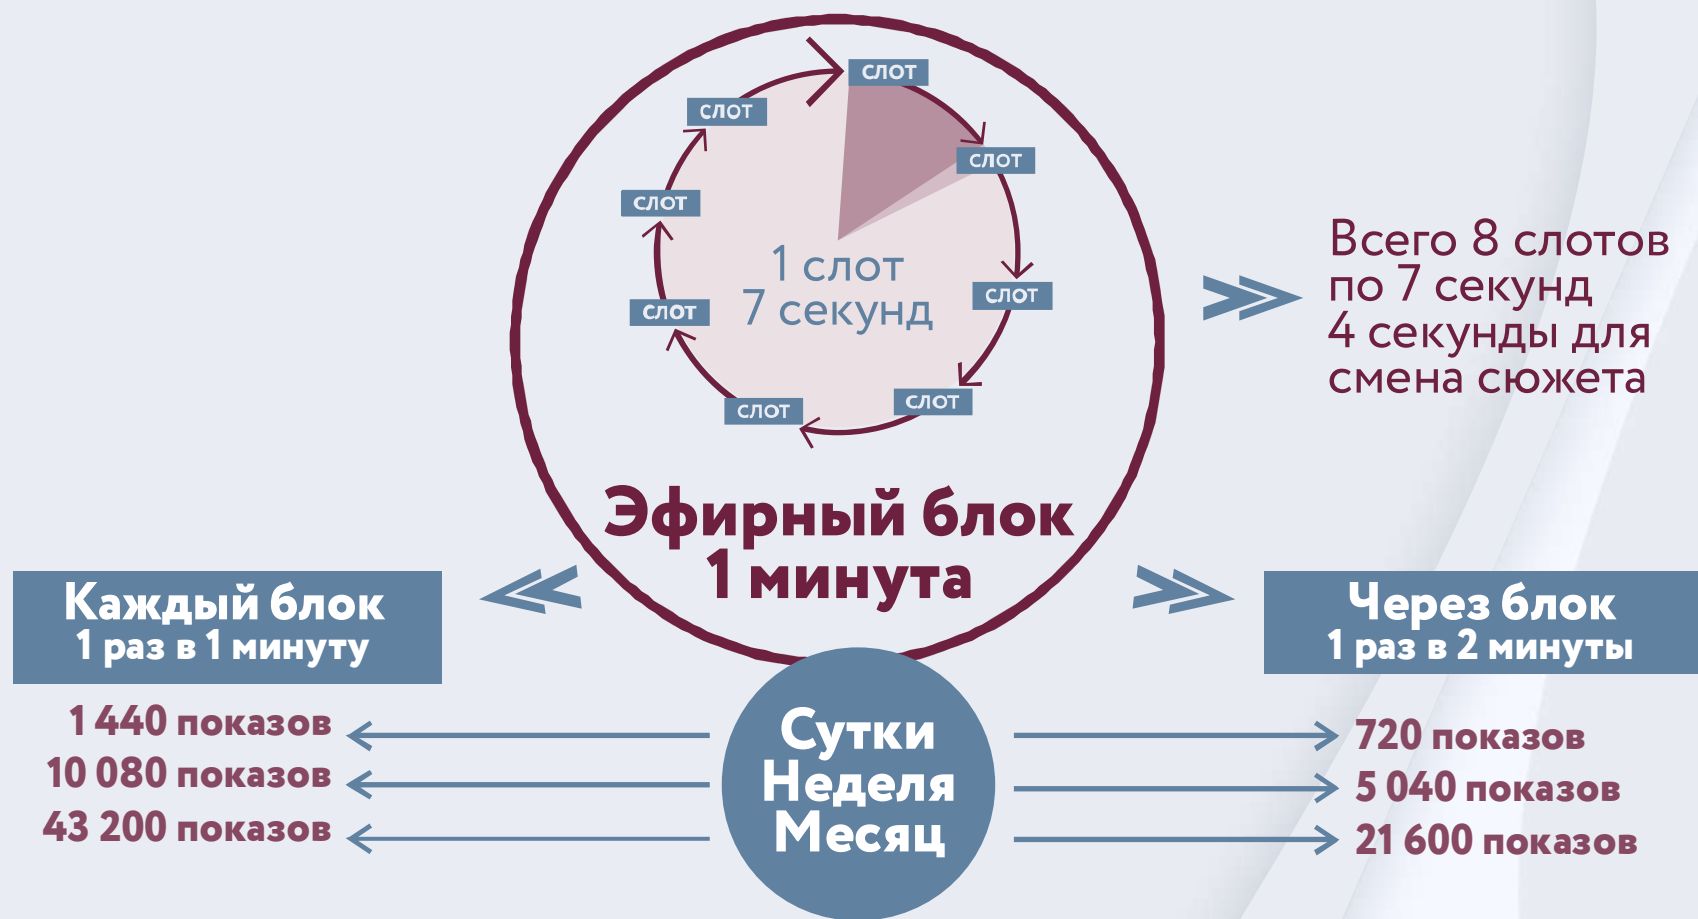 СЛОТ
СЛОТ
СЛОТ
СЛОТ
СЛОТ
СЛОТ
СЛОТ
СЛОТ
1 слот
7 секунд
Всего 8 слотов
по 7 секунд
4 секунды для
смена сюжета
Эфирный блок
1 минута
Каждый блок
1 раз в 1 минуту
Через блок
1 раз в 2 минуты
1 440 показов
10 080 показов
43 200 показов
Сутки
Неделя
Месяц
720 показов
5 040 показов
21 600 показов